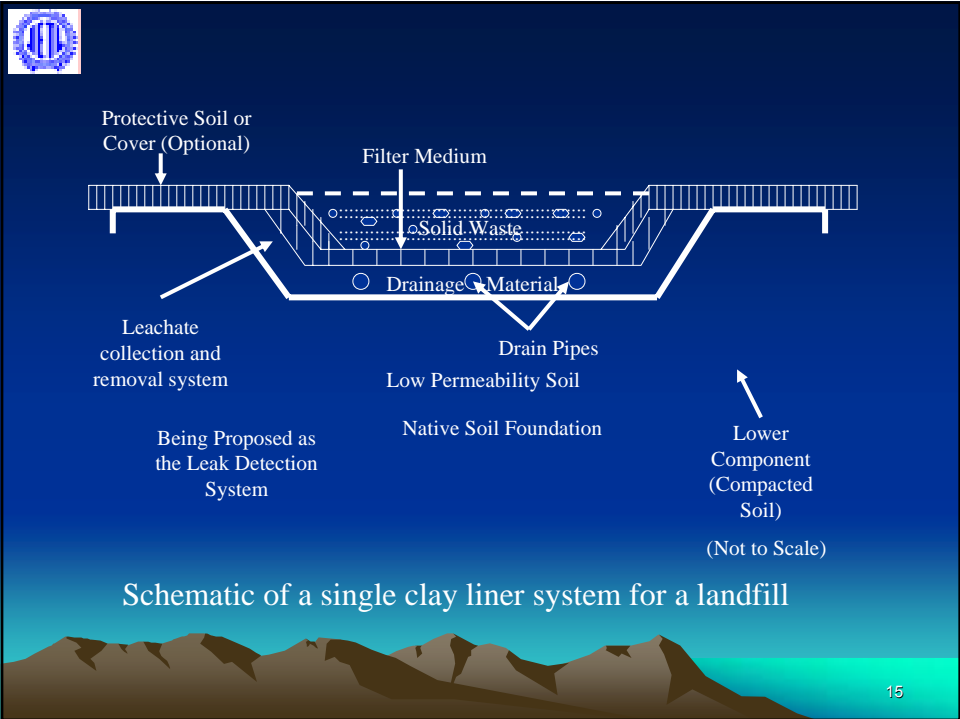 JETL
Protective Soil or
Cover (Optional)
Filter Medium
Solid Waste
Drainage Material
Leachate
collection and
removal system
Drain Pipes
Low Permeability Soil
Native Soil Foundation
Being Proposed as
the Leak Detection
System
Lower
Component
(Compacted
Soil)
(Not to Scale)
Schematic of a single clay liner system for a landfill
15